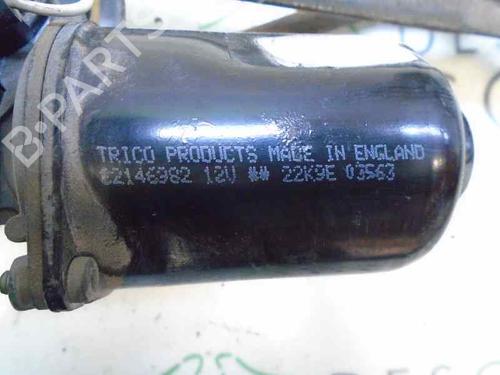 TRICO PRODUCTS MADE IN ENGLAND
02146982 12V ** 22K9E 03563
B-PARTS